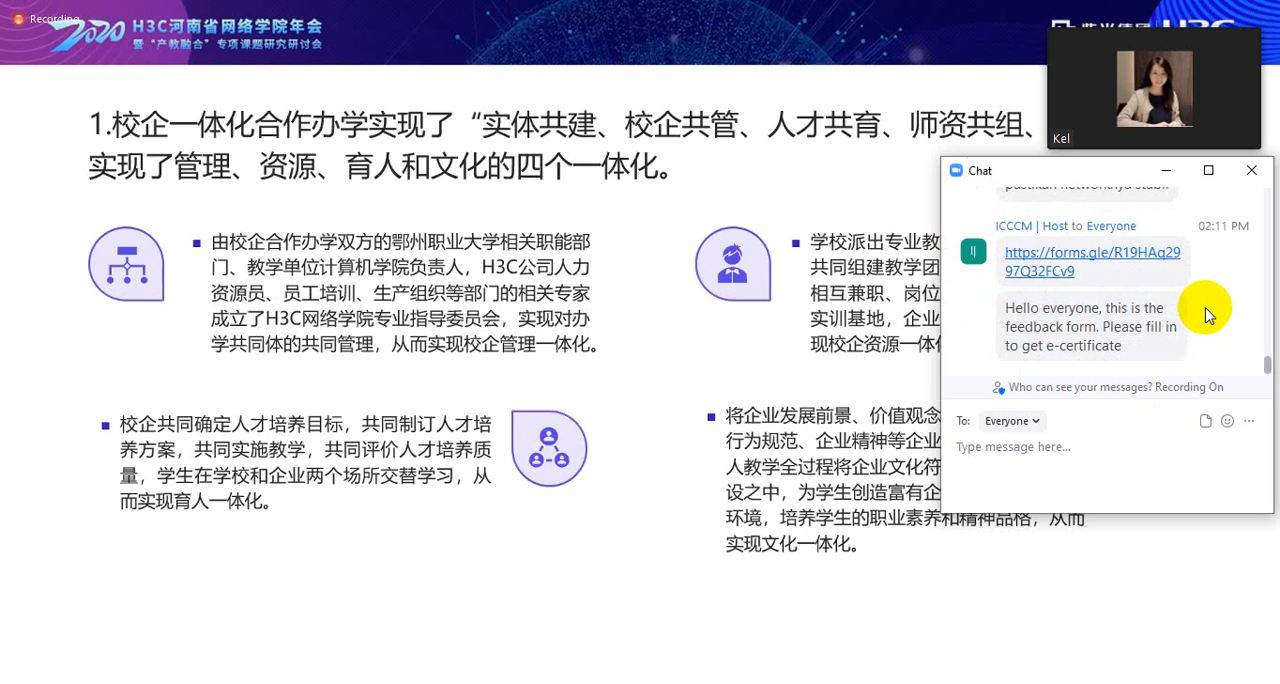 Recording
2020 H3C河南省网络学院年会
暨“产教融合”专项课题研究研讨会
1.校企一体化合作办学实现了“实体共建、校企共管、人才共育、师资共组、
实现了管理、资源、育人和文化的四个一体化。
由校企合作办学双方的鄂州职业大学相关职能部
门、教学单位计算机学院负责人，H3C公司人力
资源员、员工培训、生产组织等部门的相关专家
成立了H3C网络学院专业指导委员会，实现对办
学共同体的共同管理，从而实现校企管理一体化。
学校派出专业教
共同组建教学团
相互兼职、岗位
实训基地，企业
现校企资源一体
校企共同确定人才培养目标，共同制订人才培
养方案，共同实施教学，共同评价人才培养质
量，学生在学校和企业两个场所交替学习，从
而实现育人一体化。
将企业发展前景、价值观念
行为规范、企业精神等企业
人教学全过程将企业文化符
设之中，为学生创造富有企
环境，培养学生的职业素养和精神品格，从而
实现文化一体化。
Kel
Chat
pastikan networknya stabil
ICCCM | Host to Everyone 02:11 PM
https://forms.gle/R19HAq29
97Q32FCv9
Hello everyone, this is the
feedback form. Please fill in
to get e-certificate
Who can see your messages? Recording On
To: Everyone
Type message here...